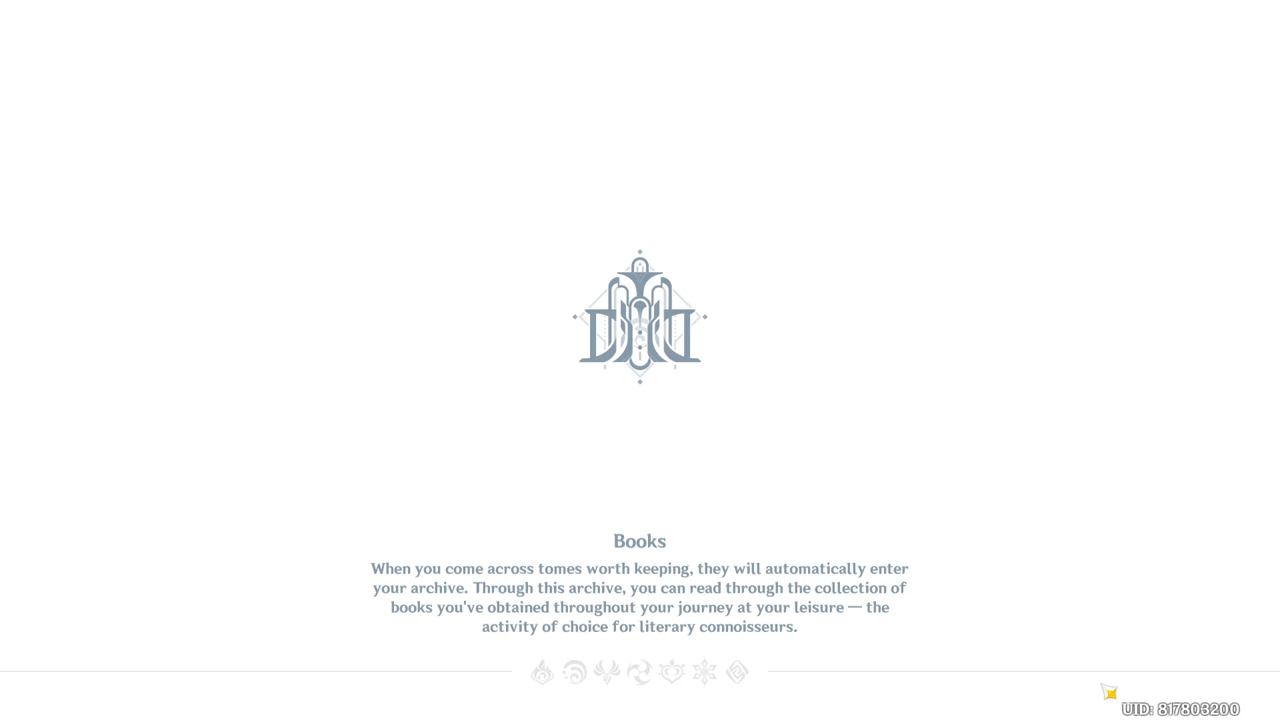 Books
When you come across tomes worth keeping, they will automatically enter
your archive. Through this archive, you can read through the collection of
books you've obtained throughout your journey at your leisure — the
activity of choice for literary connoisseurs.
UID: 817803200